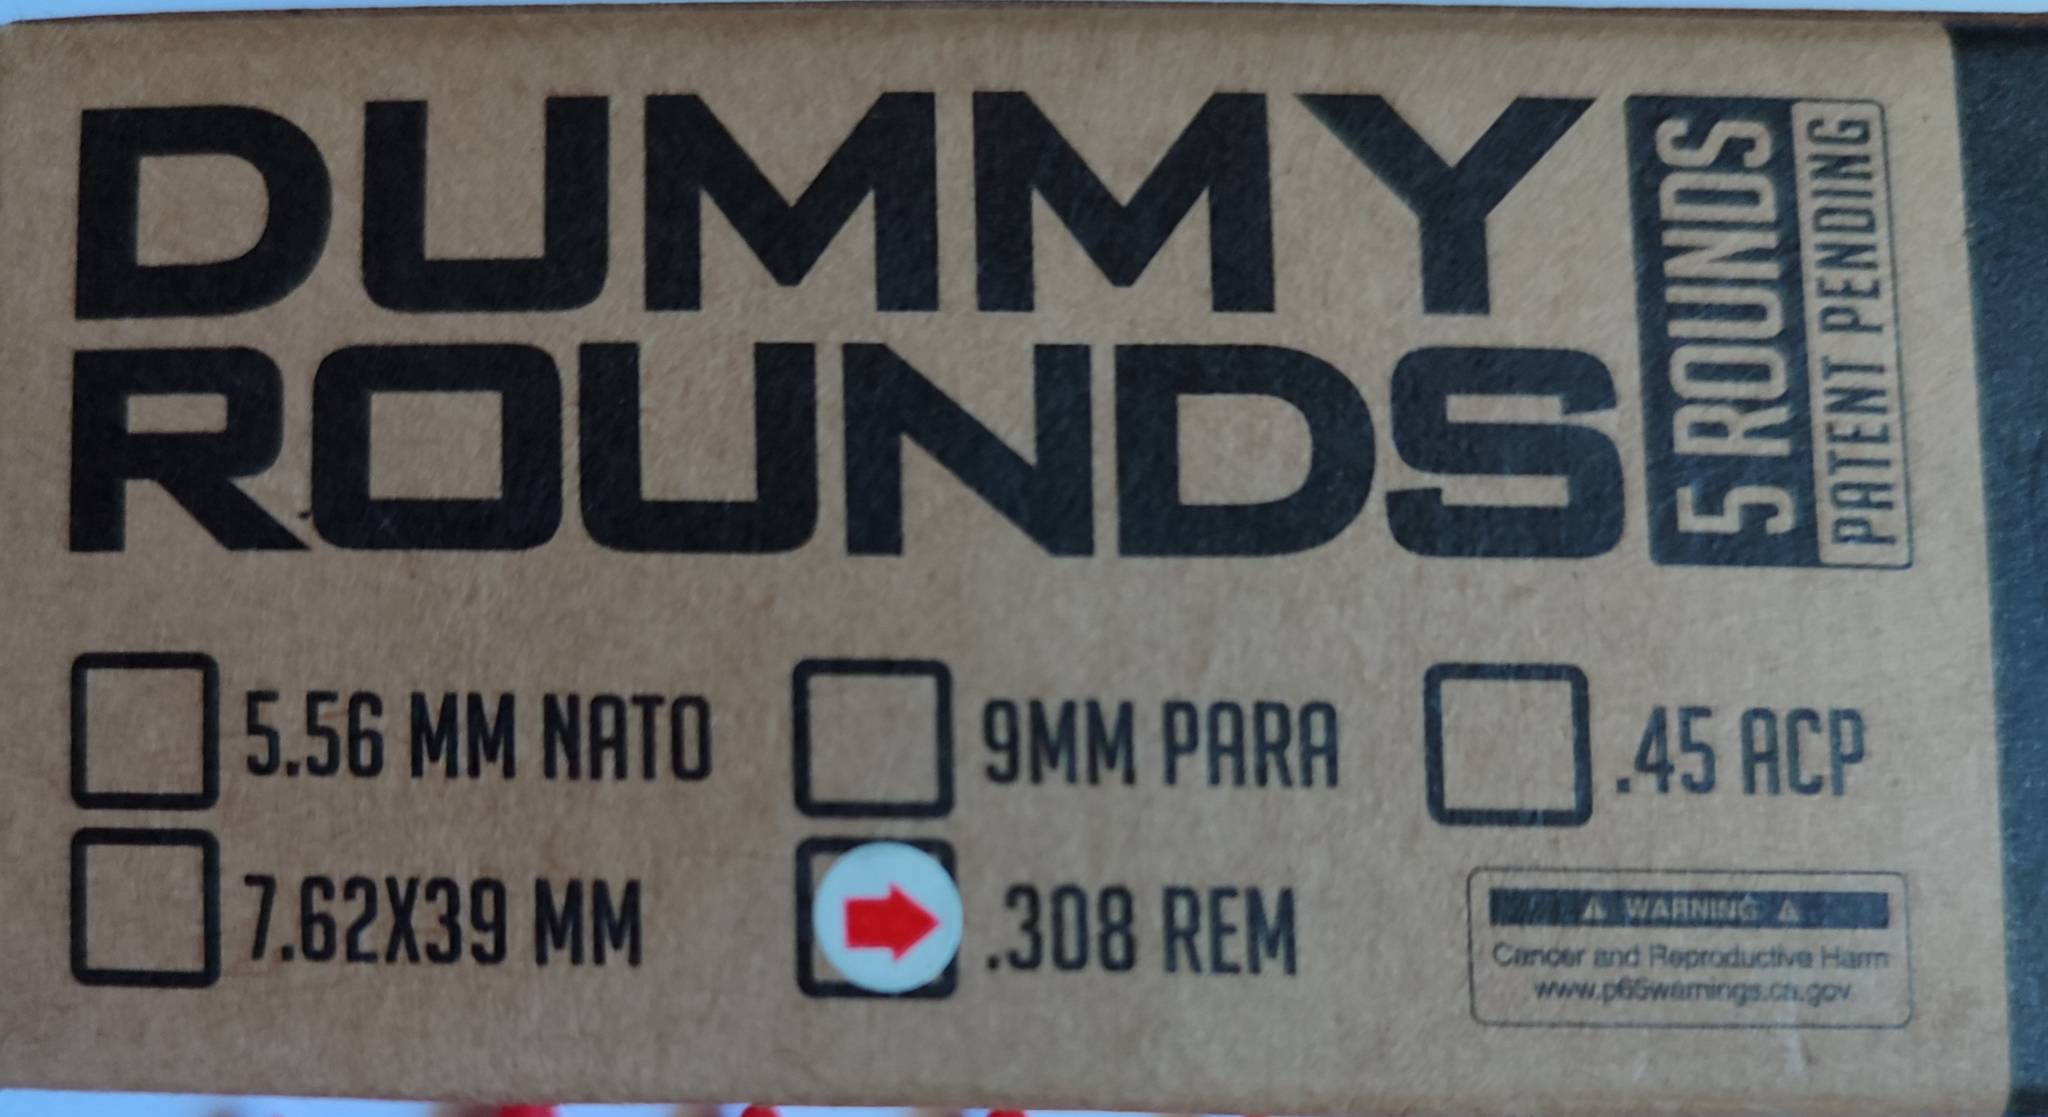 DUMMY
ROUNDS
5 ROUNDS
PATENT PENDING
5.56 MM NATO
9MM PARA
.45 ACP
7.62X39 MM
.308 REM
⚠ WARNING ⚠
Cancer and Reproductive Harm
www.p65warnings.ca.gov